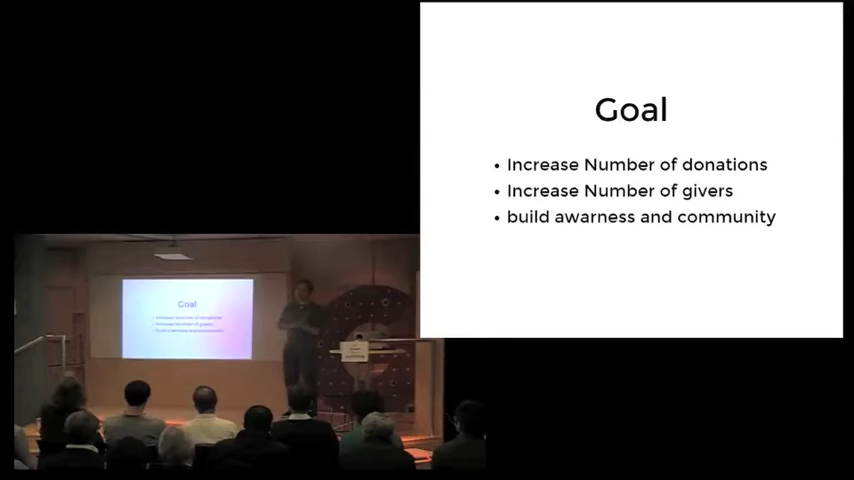 Goal
• Increase Number of donations
• Increase Number of givers
• build awarness and community
Goal